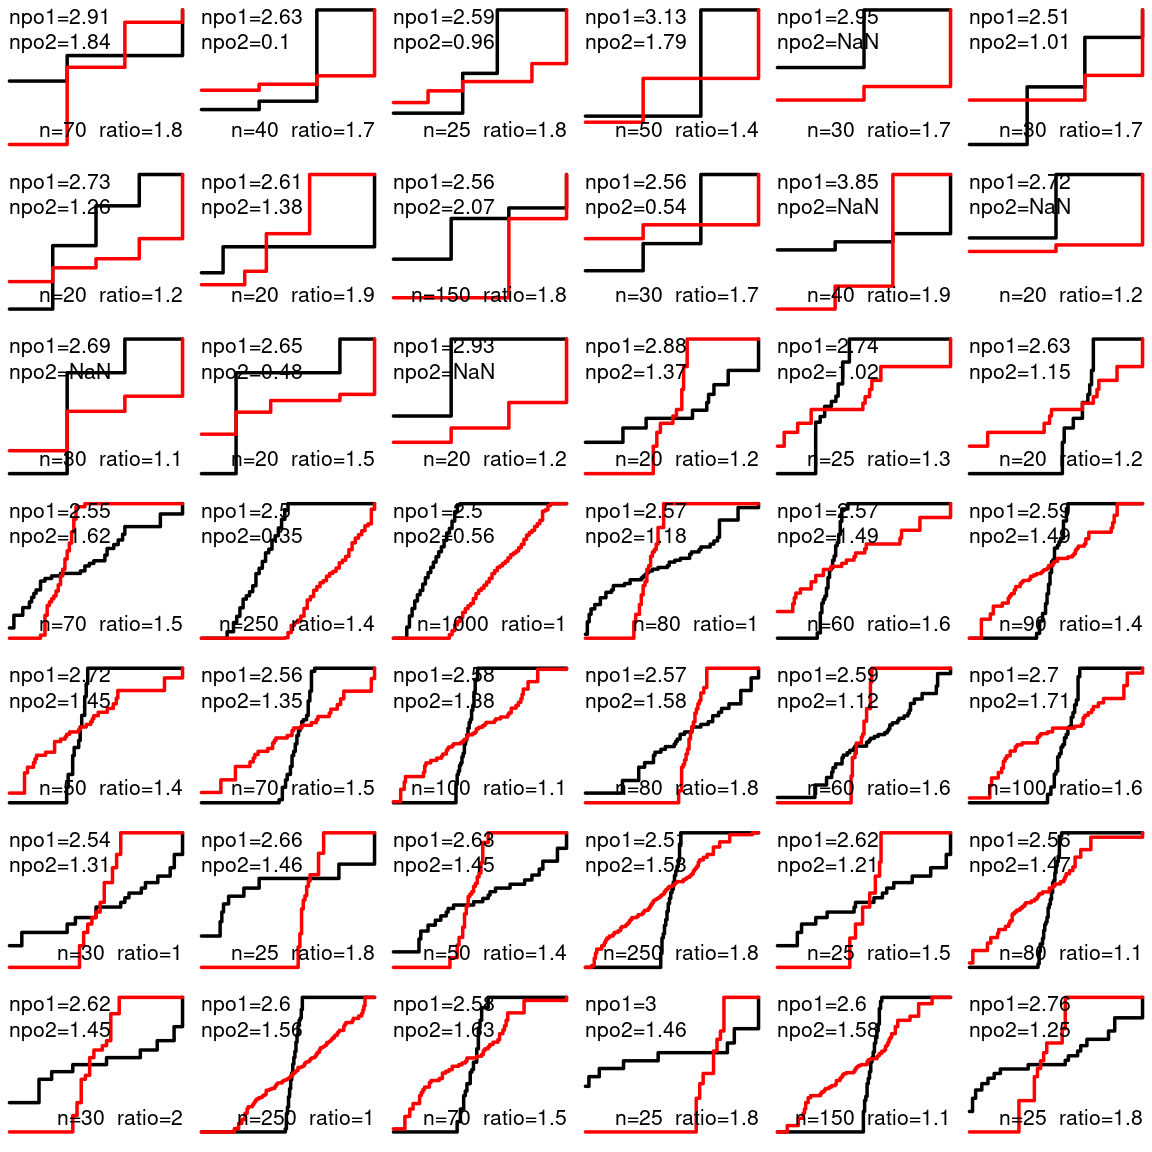 npo1=2.91
npo2=1.84
n=70 ratio=1.8
npo1=2.63
npo2=0.1
n=40 ratio=1.7
npo1=2.59
npo2=0.96
n=25 ratio=1.8
npo1=3.13
npo2=1.79
n=50 ratio=1.4
npo1=2.95
npo2=NaN
n=30 ratio=1.7
npo1=2.51
npo2=1.01
n=30 ratio=1.7
npo1=2.73
npo2=1.26
n=20 ratio=1.2
npo1=2.61
npo2=1.38
n=20 ratio=1.9
npo1=2.56
npo2=2.07
n=150 ratio=1.8
npo1=2.56
npo2=0.54
n=30 ratio=1.7
npo1=3.85
npo2=NaN
n=40 ratio=1.9
npo1=2.72
npo2=NaN
n=20 ratio=1.2
npo1=2.69
npo2=NaN
n=30 ratio=1.1
npo1=2.65
npo2=0.48
n=20 ratio=1.5
npo1=2.93
npo2=NaN
n=20 ratio=1.2
npo1=2.88
npo2=1.37
n=20 ratio=1.2
npo1=2.74
npo2=1.02
n=25 ratio=1.3
npo1=2.63
npo2=1.15
n=20 ratio=1.2
npo1=2.55
npo2=1.62
n=70 ratio=1.5
npo1=2.5
npo2=0.35
n=250 ratio=1.4
npo1=2.5
npo2=0.56
n=1000 ratio=1
npo1=2.57
npo2=1.18
n=80 ratio=1
npo1=2.57
npo2=1.49
n=60 ratio=1.6
npo1=2.59
npo2=1.49
n=90 ratio=1.4
npo1=2.72
npo2=1.45
n=50 ratio=1.4
npo1=2.56
npo2=1.35
n=70 ratio=1.5
npo1=2.58
npo2=1.38
n=100 ratio=1.1
npo1=2.57
npo2=1.58
n=80 ratio=1.8
npo1=2.59
npo2=1.12
n=60 ratio=1.6
npo1=2.7
npo2=1.71
n=100 ratio=1.6
npo1=2.54
npo2=1.31
n=30 ratio=1
npo1=2.66
npo2=1.46
n=25 ratio=1.8
npo1=2.63
npo2=1.45
n=50 ratio=1.4
npo1=2.51
npo2=1.53
n=250 ratio=1.8
npo1=2.62
npo2=1.21
n=25 ratio=1.5
npo1=2.56
npo2=1.47
n=80 ratio=1.1
npo1=2.62
npo2=1.45
n=30 ratio=2
npo1=2.6
npo2=1.56
n=250 ratio=1
npo1=2.58
npo2=1.63
n=70 ratio=1.5
npo1=3
npo2=1.46
n=25 ratio=1.8
npo1=2.6
npo2=1.58
n=150 ratio=1.1
npo1=2.76
npo2=1.25
n=25 ratio=1.8